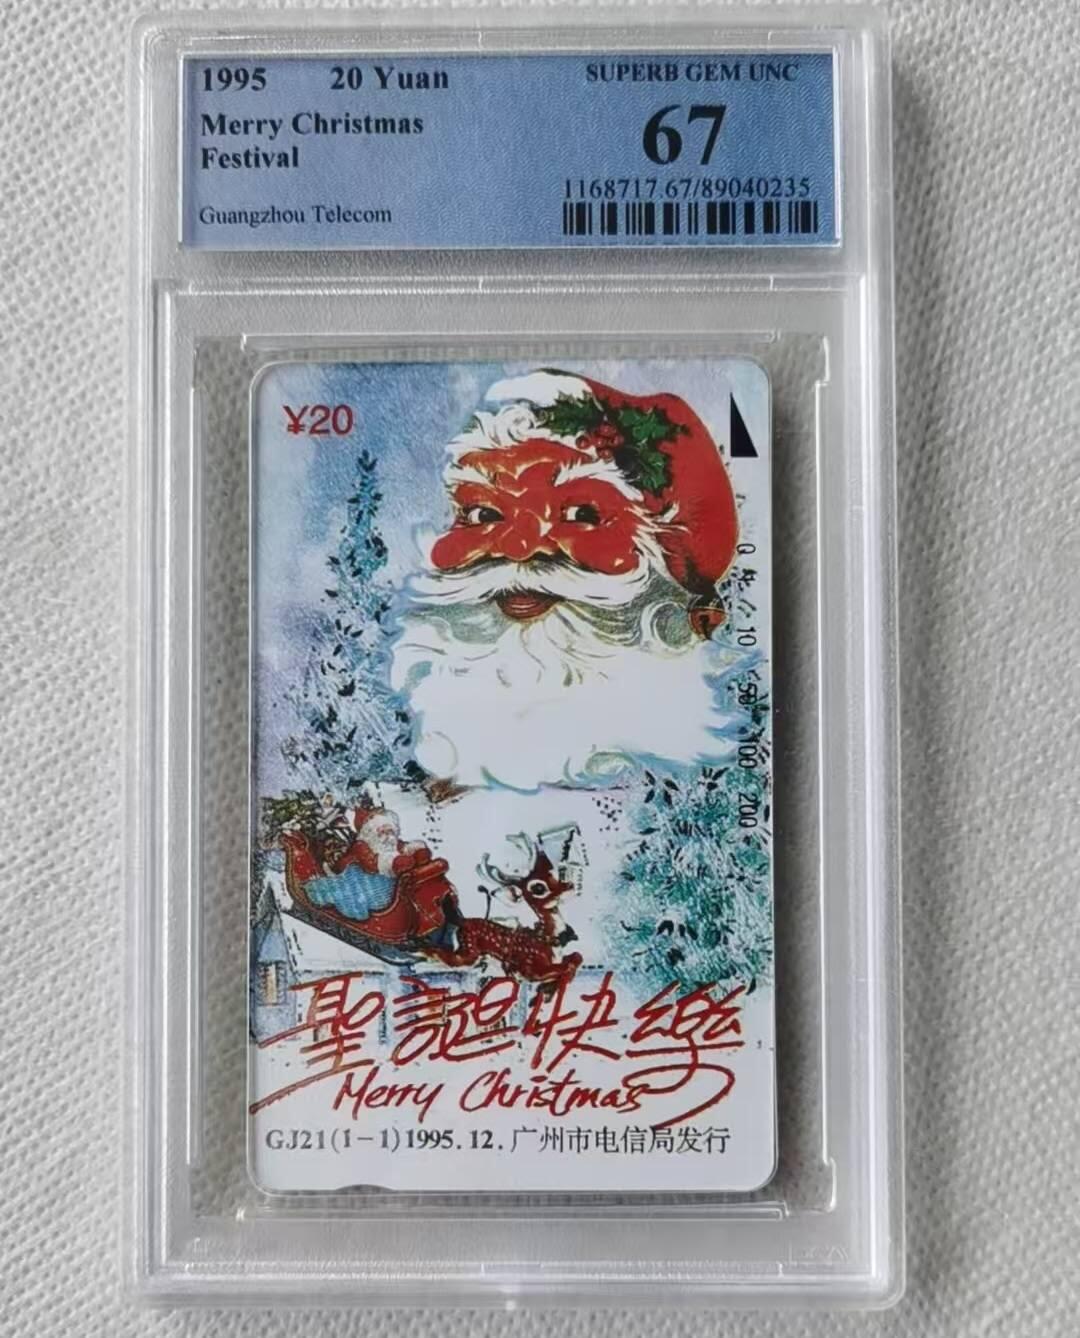 1995 20 Yuan SUPERB GEM UNC
Merry Christmas 67
Festival
1168717.67/89040235
Guangzhou Telecom
¥20
0
10
50
100
200
聖誕快樂
Merry Christmas
GJ21(1-1)1995.12.广州市电信局发行